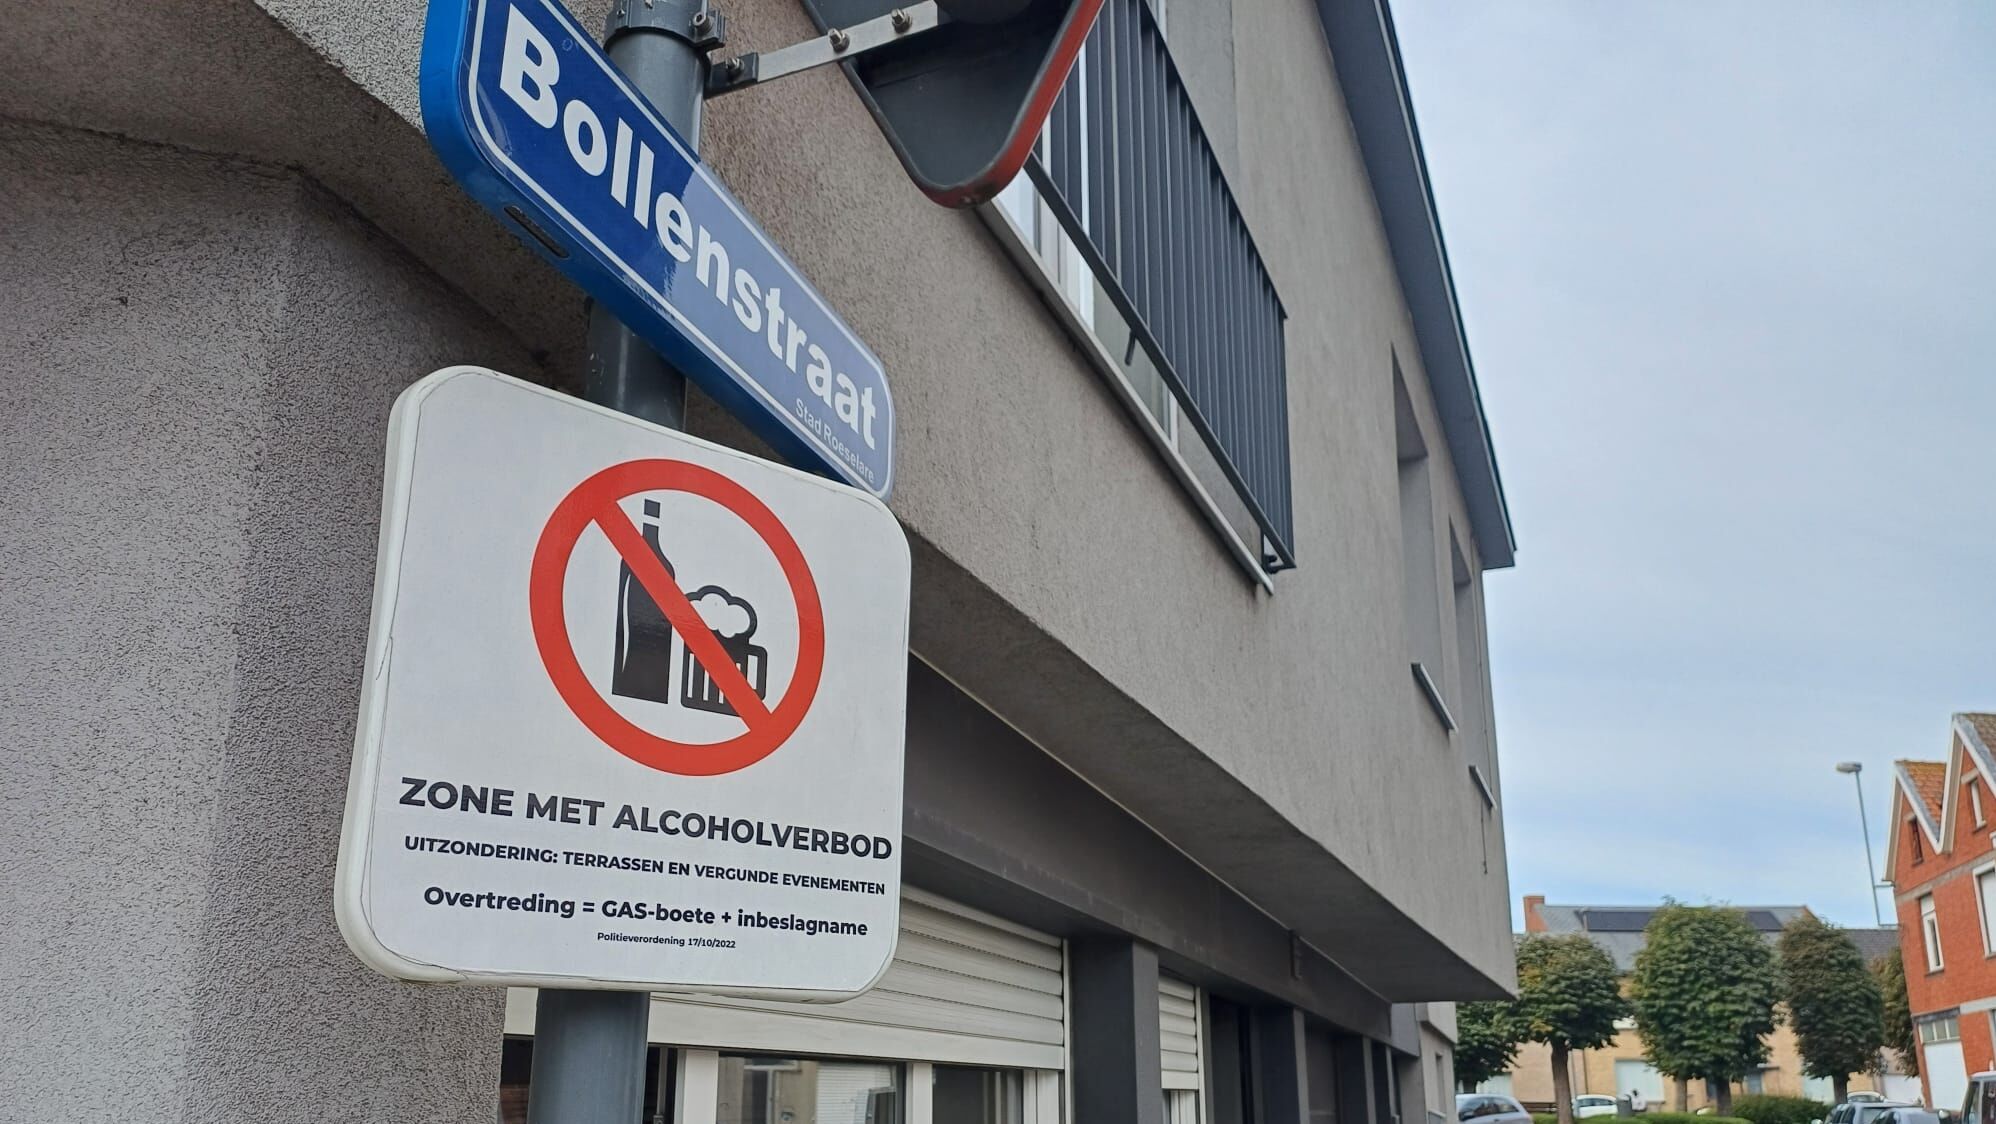 Bollenstraat
Stad Roeselare
ZONE MET ALCOHOLVERBOD
UITZONDERING: TERRASSEN EN VERGUNDE EVENEMENTEN
Overtreding = GAS-boete + inbeslagname
Politieverordening 17/10/2022